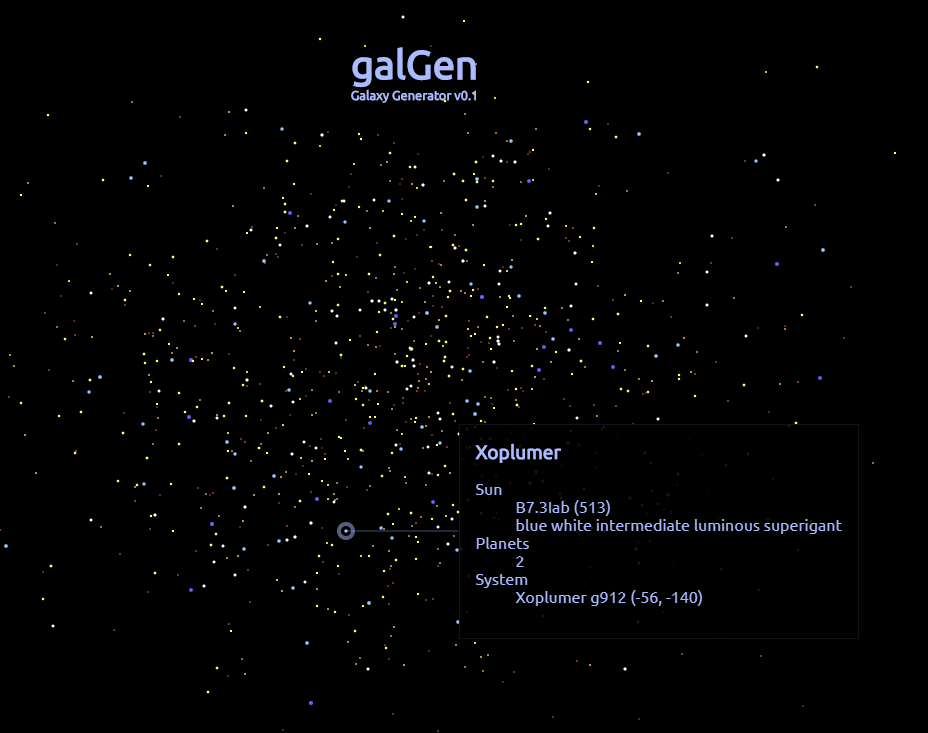 galGen
Galaxy Generator v0.1
Xoplumer
Sun
B7.3Iab (513)
blue white intermediate luminous superigant
Planets
2
System
Xoplumer g912 (-56, -140)